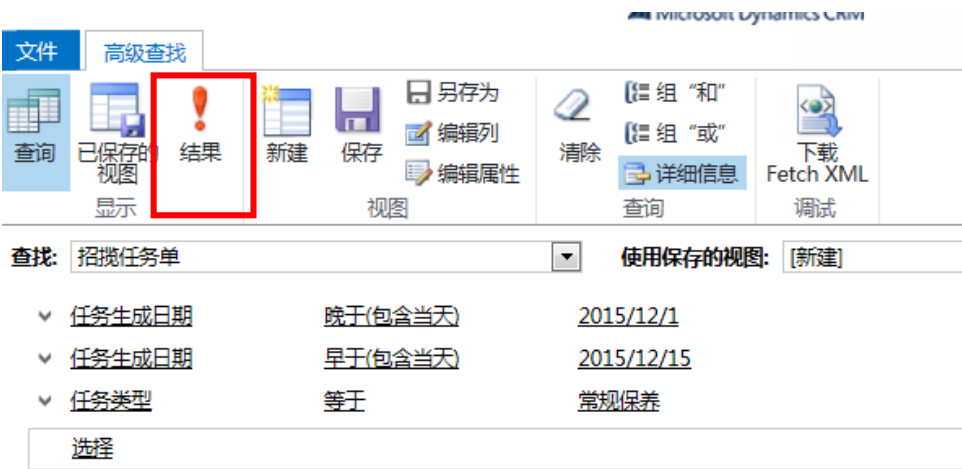 Microsoft Dynamics CRM
文件 高级查找
查询 已保存的视图 结果 新建 保存 另存为 编辑列 编辑属性 清除 组“和” 组“或” 详细信息 下载 Fetch XML
显示 视图 查询 调试
查找: 招揽任务单 使用保存的视图: [新建]
任务生成日期 晚于(包含当天) 2015/12/1
任务生成日期 早于(包含当天) 2015/12/15
任务类型 等于 常规保养
选择